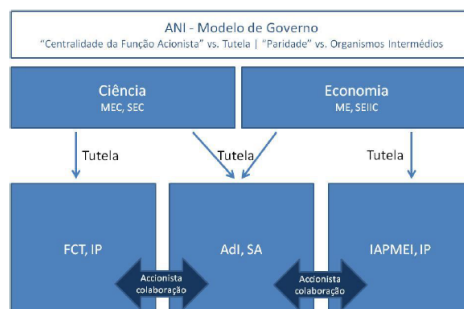 ANI - Modelo de Governo
“Centralidade da Função Acionista” vs. Tutela | “Paridade” vs. Organismos Intermédios
Ciência
MEC, SEC
Economia
ME, SEIIC
Tutela
Tutela
Tutela
FCT, IP
AdI, SA
IAPMEI, IP
Accionista
colaboração
Accionista
colaboração